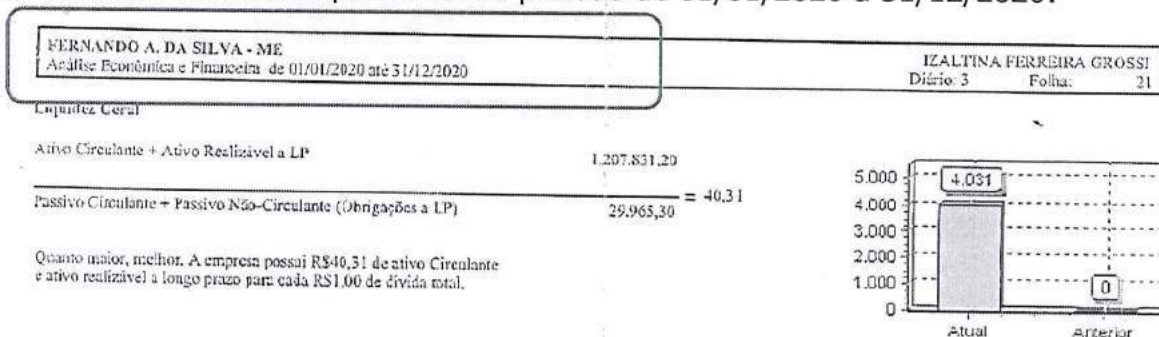 FERNANDO A. DA SILVA - ME
Análise Econômica e Financeira de 01/01/2020 até 31/12/2020
IZALTINA FERREIRA GROSSI
Diário: 3 Folha: 21
Liquidez Geral
Ativo Circulante + Ativo Realizável a LP 1.207.831,20
= 40,31
Passivo Circulante + Passivo Não-Circulante (Obrigações a LP) 29.965,30
Quanto maior, melhor. A empresa possui R$40,31 de ativo Circulante
e ativo realizável a longo prazo para cada R$1,00 de dívida total.
5.000
4.031
4.000
3.000
2.000
1.000
0
0
Atual Anterior